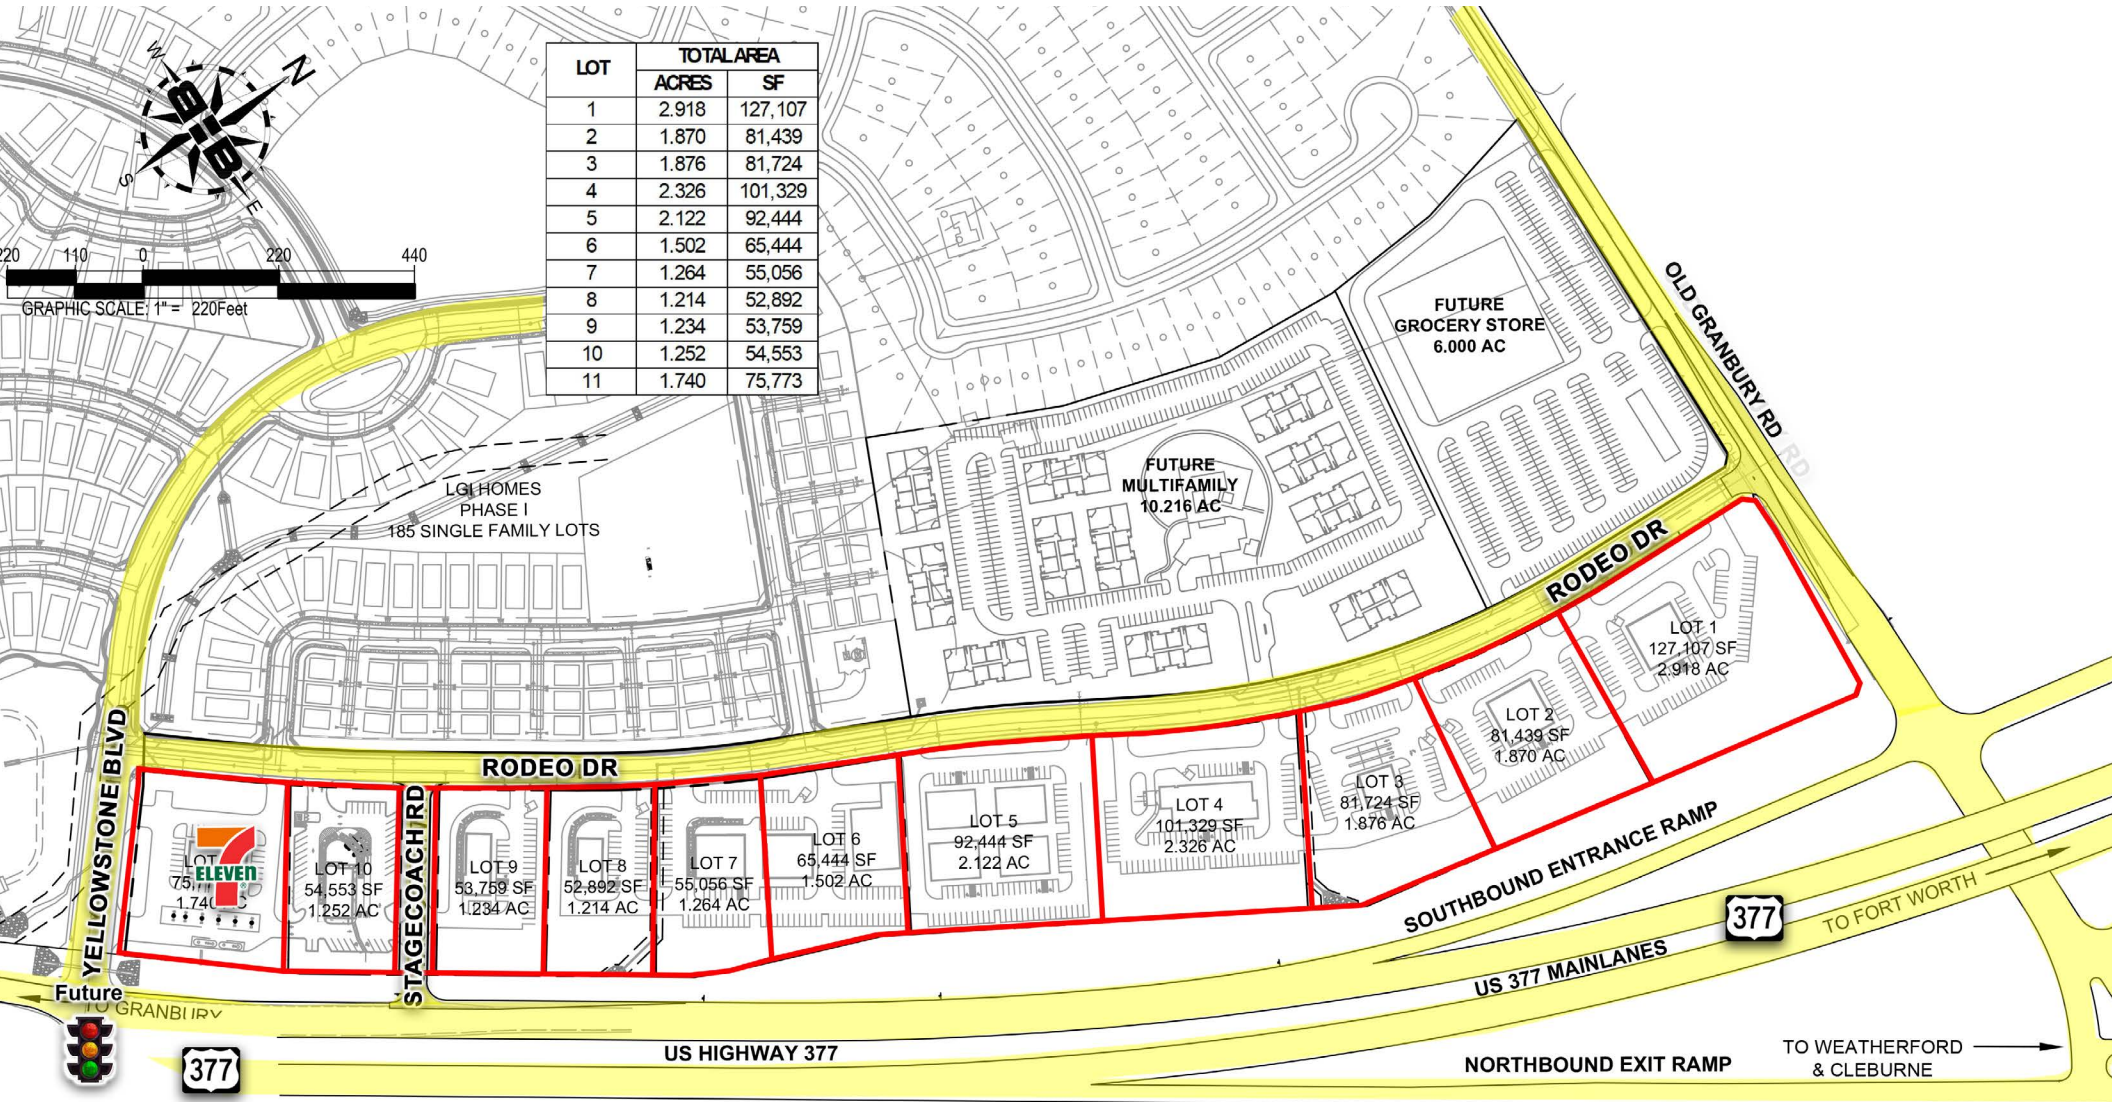 W
N
S
E
B
B
220 110 0 220 440
GRAPHIC SCALE: 1" = 220Feet
LOT TOTAL AREA
ACRES SF
1 2.918 127,107
2 1.870 81,439
3 1.876 81,724
4 2.326 101,329
5 2.122 92,444
6 1.502 65,444
7 1.264 55,056
8 1.214 52,892
9 1.234 53,759
10 1.252 54,553
11 1.740 75,773
FUTURE
GROCERY STORE
6.000 AC
OLD GRANBURY RD
RD
FUTURE
MULTIFAMILY
10.216 AC
LGI HOMES
PHASE I
185 SINGLE FAMILY LOTS
RODEO DR
LOT 1
127,107 SF
2.918 AC
LOT 2
81,439 SF
1.870 AC
LOT 3
81,724 SF
1.876 AC
LOT 4
101,329 SF
2.326 AC
LOT 5
92,444 SF
2.122 AC
LOT 6
65,444 SF
1.502 AC
LOT 7
55,056 SF
1.264 AC
LOT 8
52,892 SF
1.214 AC
LOT 9
53,759 SF
1.234 AC
LOT 10
54,553 SF
1.252 AC
LOT
1.740
7
ELEVEn
RODEO DR
YELLOWSTONE BLVD
STAGECOACH RD
SOUTHBOUND ENTRANCE RAMP
377
TO FORT WORTH
US 377 MAINLANES
Future
TO GRANBURY
377
US HIGHWAY 377
NORTHBOUND EXIT RAMP
TO WEATHERFORD
& CLEBURNE